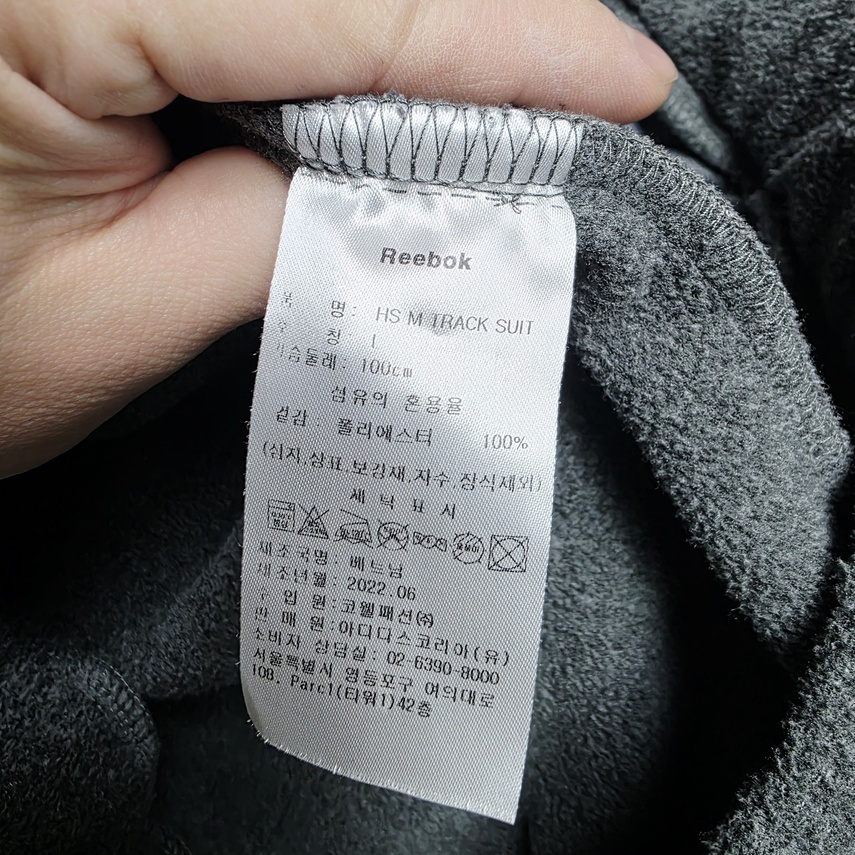 Reebok
품 명 : HS M TRACK SUIT
호 칭 L
가슴둘레 : 100cm
섬유의 혼용율
겉감 : 폴리에스터 100%
(심지,상표,보강재,자수,장식제외)
세 탁 표 시
제조국명 : 베트남
제조년월 : 2022.06
수 입 원 : 코웰패션㈜
판 매 원 : 아디다스코리아(유)
소비자 상담실 : 02-6390-8000
서울특별시 영등포구 여의대로
108, Parc1(타워1)42층